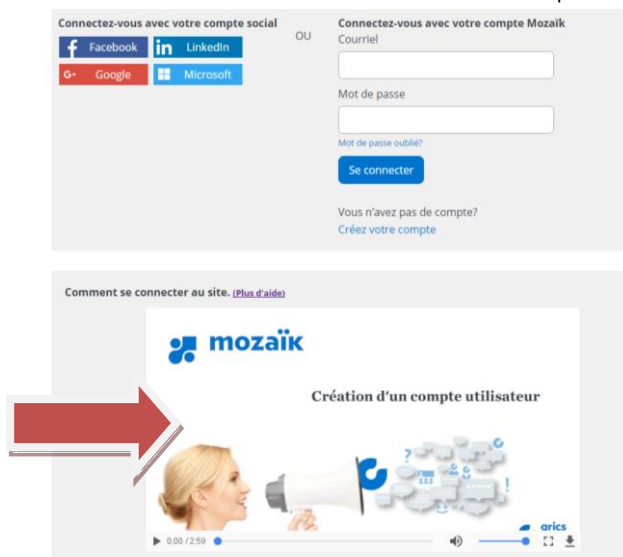 Connectez-vous avec votre compte social
Facebook
LinkedIn
Google
Microsoft
OU
Connectez-vous avec votre compte Mozaïk
Courriel
Mot de passe
Mot de passe oublié?
Se connecter
Vous n'avez pas de compte?
Créez votre compte
Comment se connecter au site. (Plus d'aide)
mozaïk
Création d'un compte utilisateur
?
!
grics
0:00 / 2:59